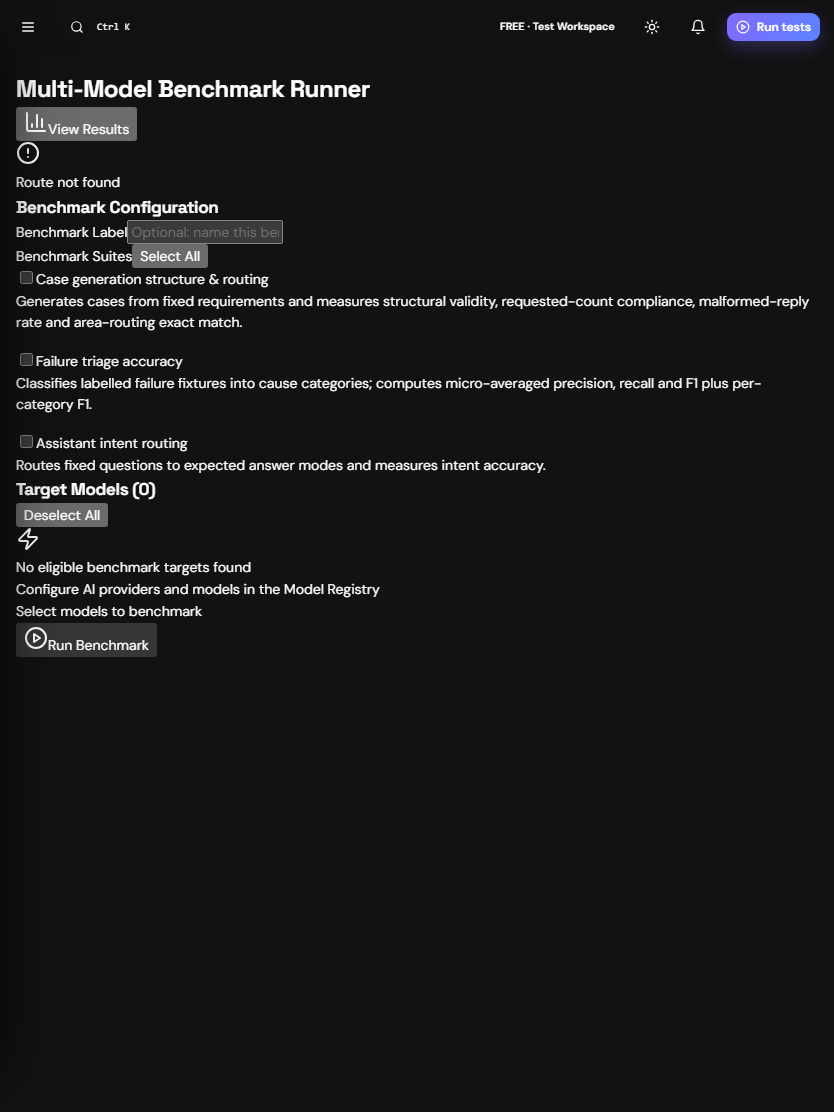 Ctrl K
FREE · Test Workspace
Run tests
Multi-Model Benchmark Runner
View Results
Route not found
Benchmark Configuration
Benchmark Label Optional: name this be
Benchmark Suites Select All
Case generation structure & routing
Generates cases from fixed requirements and measures structural validity, requested-count compliance, malformed-reply
rate and area-routing exact match.
Failure triage accuracy
Classifies labelled failure fixtures into cause categories; computes micro-averaged precision, recall and F1 plus per-
category F1.
Assistant intent routing
Routes fixed questions to expected answer modes and measures intent accuracy.
Target Models (0)
Deselect All
No eligible benchmark targets found
Configure AI providers and models in the Model Registry
Select models to benchmark
Run Benchmark